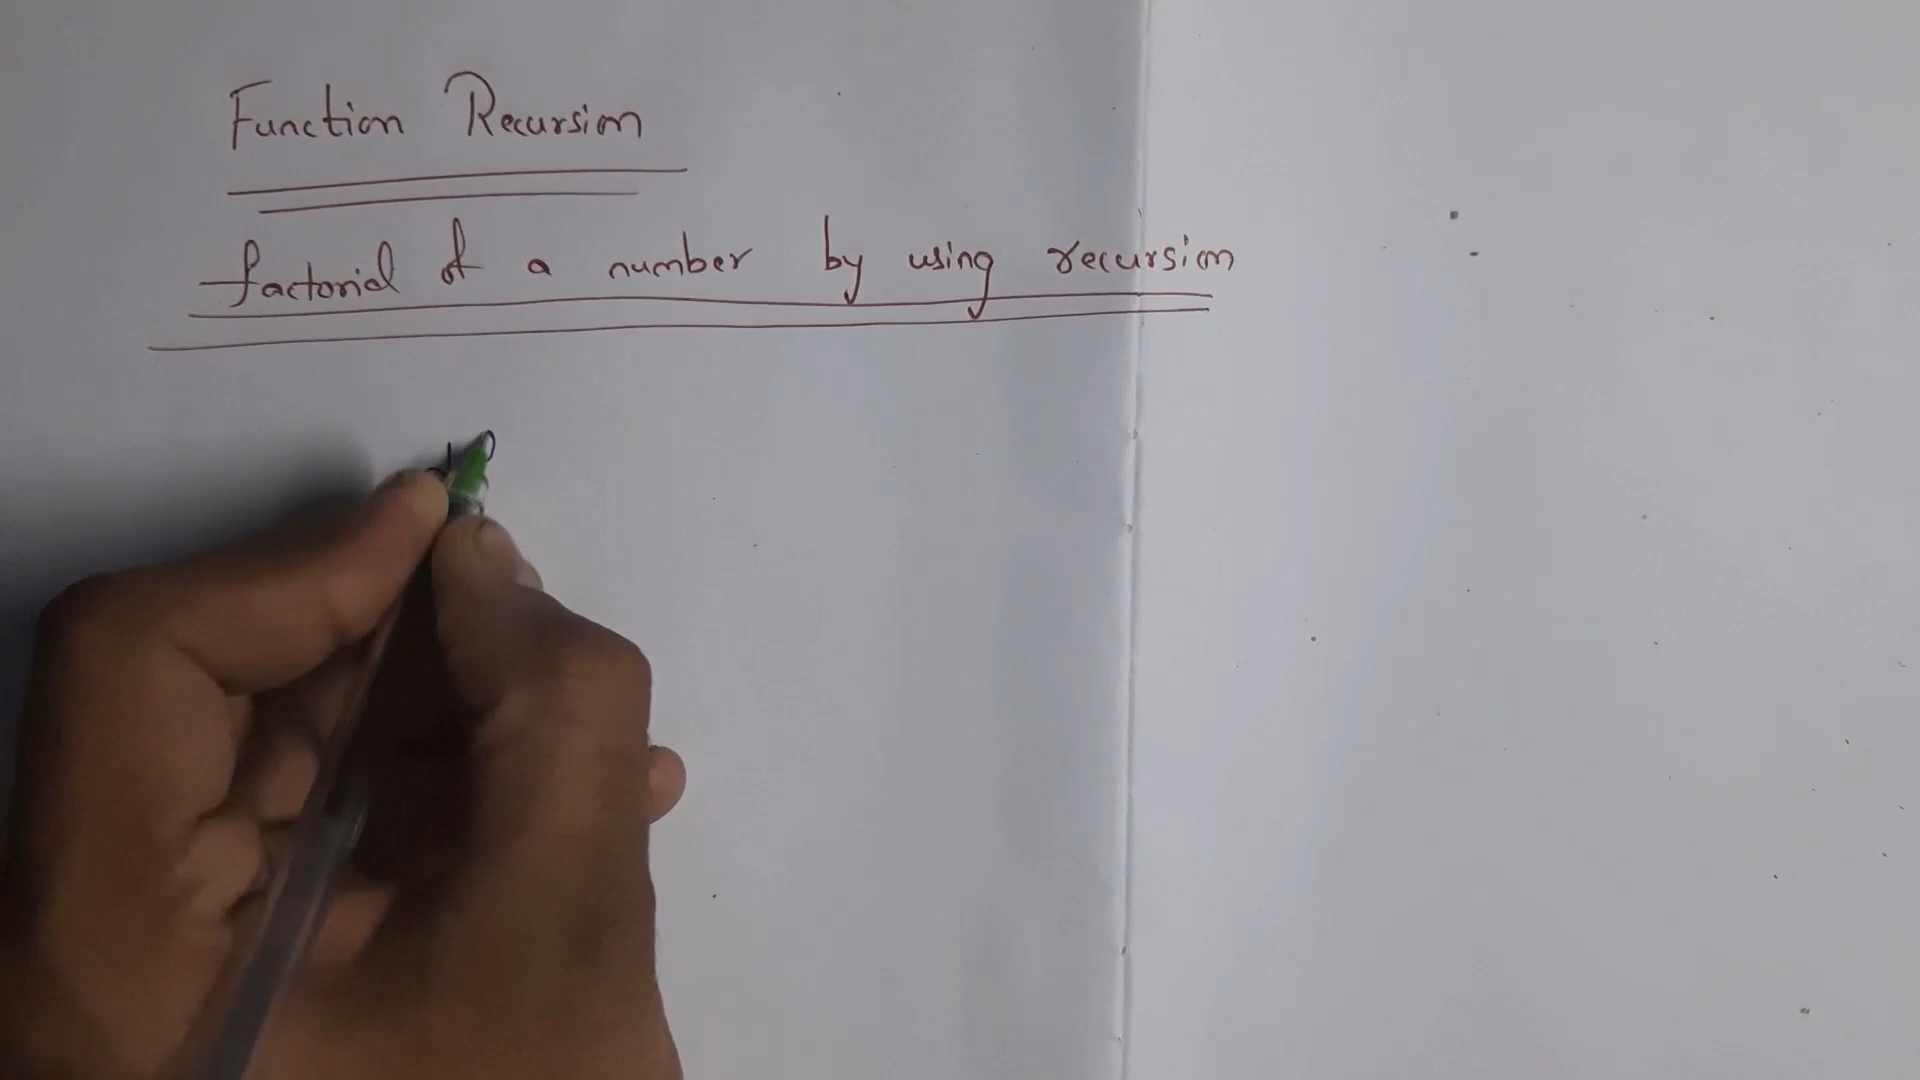 Function Recursion
factorial of a number by using recursion